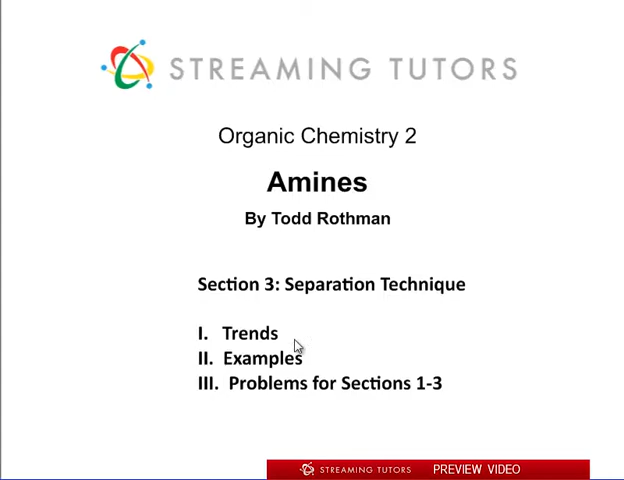 STREAMING TUTORS
Organic Chemistry 2
Amines
By Todd Rothman
Section 3: Separation Technique
I. Trends
II. Examples
III. Problems for Sections 1-3
STREAMING TUTORS PREVIEW VIDEO